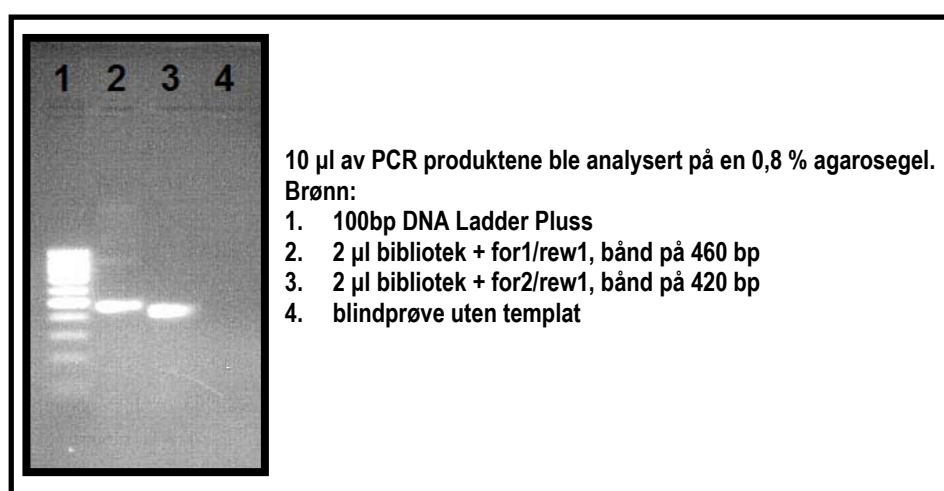 1 2 3 4
10 µl av PCR produktene ble analysert på en 0,8 % agarosegel.
Brønn:
1. 100bp DNA Ladder Pluss
2. 2 µl bibliotek + for1/rew1, bånd på 460 bp
3. 2 µl bibliotek + for2/rew1, bånd på 420 bp
4. blindprøve uten templat